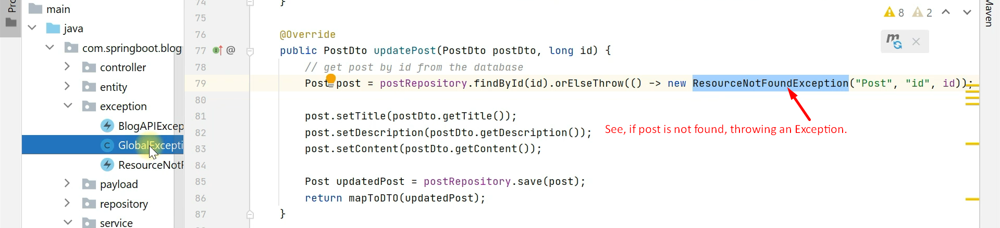 Pro
main
java
com.springboot.blog
controller
entity
exception
BlogAPIExcep
GlobalExcepti
ResourceNotF
payload
repository
service
74 }
75
76 @Override
77 @ public PostDto updatePost(PostDto postDto, long id) {
78 // get post by id from the database
79 Post post = postRepository.findById(id).orElseThrow(() -> new ResourceNotFoundException("Post", "id", id));
80
81 post.setTitle(postDto.getTitle());
82 post.setDescription(postDto.getDescription());
83 post.setContent(postDto.getContent());
84
85 Post updatedPost = postRepository.save(post);
86 return mapToDTO(updatedPost);
87 }
See, if post is not found, throwing an Exception.
8 2
m
Maven